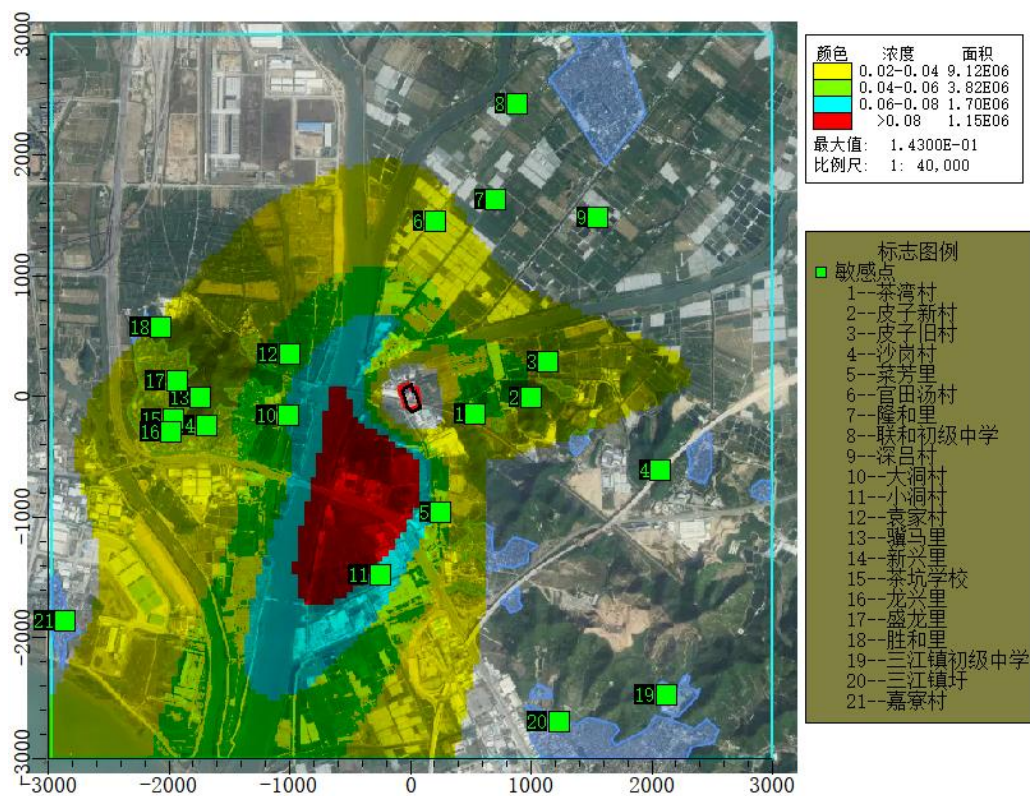 颜色 浓度 面积
0.02-0.04 9.12E06
0.04-0.06 3.82E06
0.06-0.08 1.70E06
>0.08 1.15E06
最大值: 1.4300E-01
比例尺: 1: 40,000
标志图例
敏感点
1--茶湾村
2--皮子新村
3--皮子旧村
4--沙岗村
5--菜芳里
6--官田汤村
7--隆和里
8--联和初级中学
9--深吕村
10--大洞村
11--小洞村
12--袁家村
13--骥马里
14--新兴里
15--茶坑学校
16--龙兴里
17--盛龙里
18--胜和里
19--三江镇初级中学
20--三江镇圩
21--嘉寮村
3000
2000
1000
0
-1000
-2000
-3000
-3000 -2000 -1000 0 1000 2000 3000
8
7
6
9
18
12
3
17
13
2
15
10
1
16
14
4
5
11
21
19
20